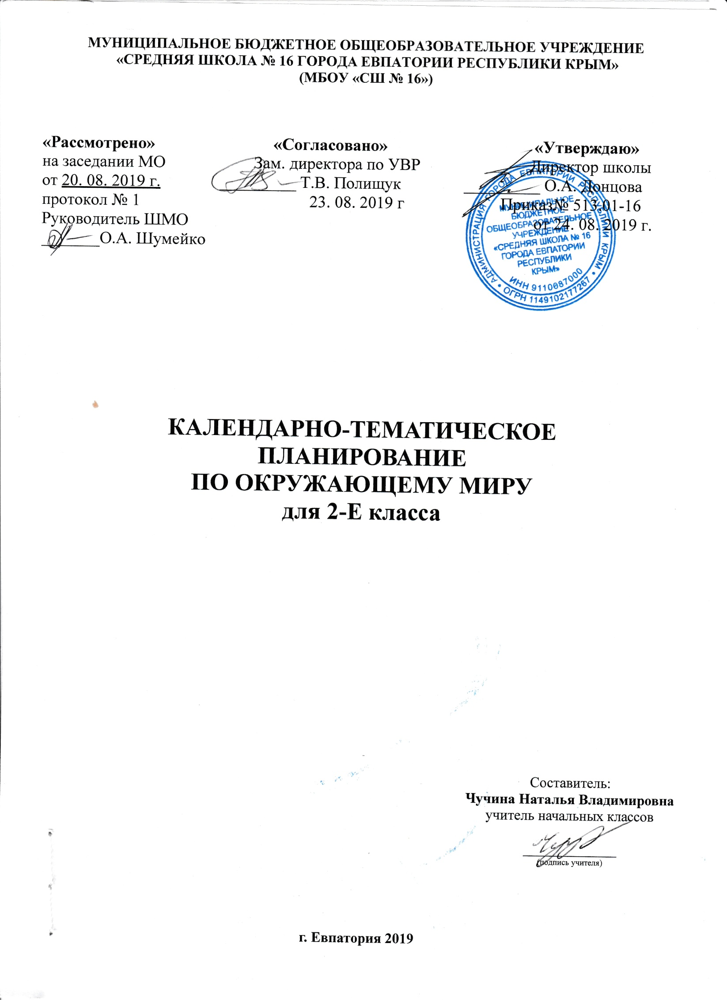 МУНИЦИПАЛЬНОЕ БЮДЖЕТНОЕ ОБЩЕОБРАЗОВАТЕЛЬНОЕ УЧРЕЖДЕНИЕ
«СРЕДНЯЯ ШКОЛА № 16 ГОРОДА ЕВПАТОРИИ РЕСПУБЛИКИ КРЫМ»
(МБОУ «СШ № 16»)
«Рассмотрено»
на заседании МО
от 20. 08. 2019 г.
протокол № 1
Руководитель ШМО
О.А. Шумейко
«Согласовано»
Зам. директора по УВР
Т.В. Полищук
23. 08. 2019 г
«Утверждаю»
Директор школы
О.А. Донцова
Приказ№ 513-01-16
от 24. 08. 2019 г.
АДМИНИСТРАЦИЯ ГОРОДА ЕВПАТОРИИ РЕСПУБЛИКИ КРЫМ •
• ОГРН 1149102177267
МУНИЦИПАЛЬНОЕ
БЮДЖЕТНОЕ
ОБЩЕОБРАЗОВАТЕЛЬНОЕ
УЧРЕЖДЕНИЕ
«СРЕДНЯЯ ШКОЛА № 16
ГОРОДА ЕВПАТОРИИ
РЕСПУБЛИКИ
КРЫМ»
ИНН 9110087000
КАЛЕНДАРНО-ТЕМАТИЧЕСКОЕ
ПЛАНИРОВАНИЕ
ПО ОКРУЖАЮЩЕМУ МИРУ
для 2-Е класса
Составитель:
Чучина Наталья Владимировна
учитель начальных классов
(подпись учителя)
г. Евпатория 2019